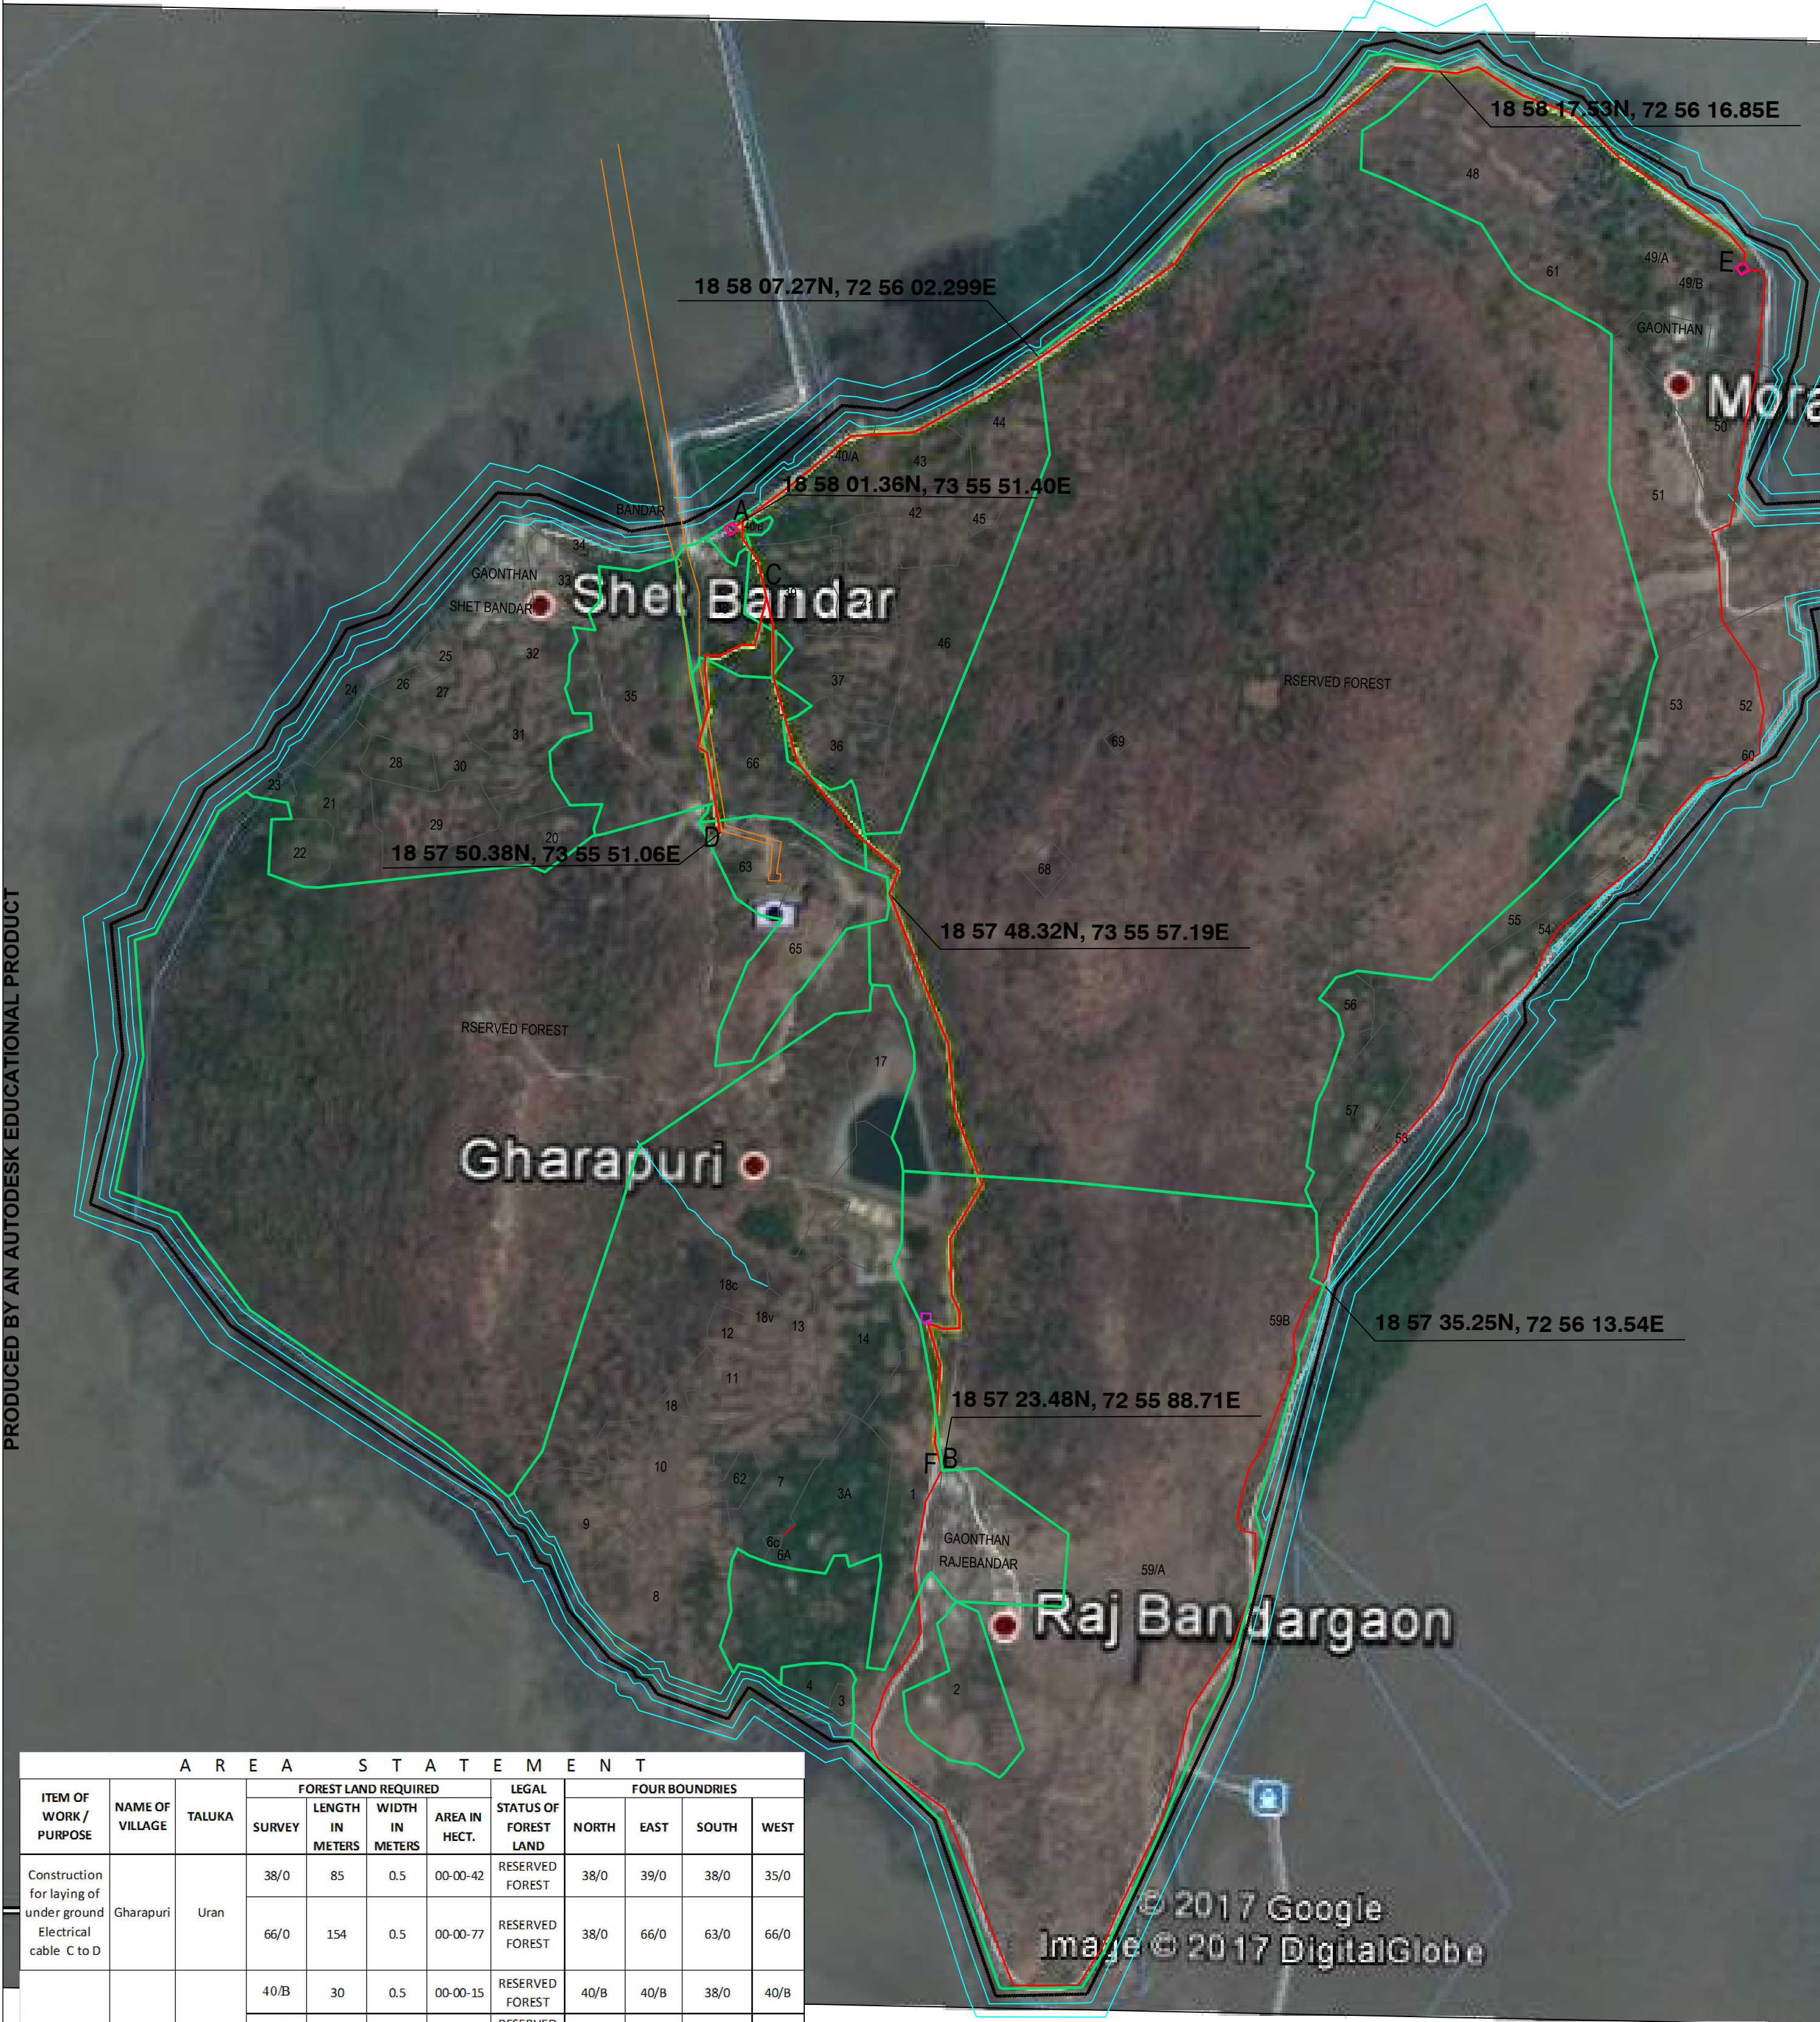 18 58 17.53N, 72 56 16.85E
48
61
49/A
E
49/B
GAONTHAN
18 58 07.27N, 72 56 02.299E
Mora
50
44
40/A
43
51
18 58 01.36N, 73 55 51.40E
BANDAR
A
40/B
42
45
34
GAONTHAN
33
C
Shet Bandar
SHET BANDAR
38
39
46
25
32
35
37
RSERVED FOREST
24
26
27
53
52
31
36
69
60
28
30
66
23
21
29
20
D
22
18 57 50.38N, 73 55 51.06E
63
68
55
54
18 57 48.32N, 73 55 57.19E
65
56
RSERVED FOREST
17
57
58
Gharapuri
PRODUCED BY AN AUTODESK EDUCATIONAL PRODUCT
18c
18v
13
12
14
59B
18 57 35.25N, 72 56 13.54E
11
18
18 57 23.48N, 72 55 88.71E
F B
10
62
7
3A
1
9
6c
6A
GAONTHAN
RAJEBANDAR
59/A
8
Raj Bandargaon
4
3
2
© 2017 Google
Image © 2017 DigitalGlobe
A R E A S T A T E M E N T
ITEM OF WORK / PURPOSE
NAME OF VILLAGE
TALUKA
FOREST LAND REQUIRED
SURVEY
LENGTH IN METERS
WIDTH IN METERS
AREA IN HECT.
LEGAL STATUS OF FOREST LAND
FOUR BOUNDRIES
NORTH EAST SOUTH WEST
Construction for laying of under ground Electrical cable C to D
Gharapuri
Uran
38/0 85 0.5 00-00-42 RESERVED FOREST 38/0 39/0 38/0 35/0
66/0 154 0.5 00-00-77 RESERVED FOREST 38/0 66/0 63/0 66/0
40/B 30 0.5 00-00-15 RESERVED FOREST 40/B 40/B 38/0 40/B